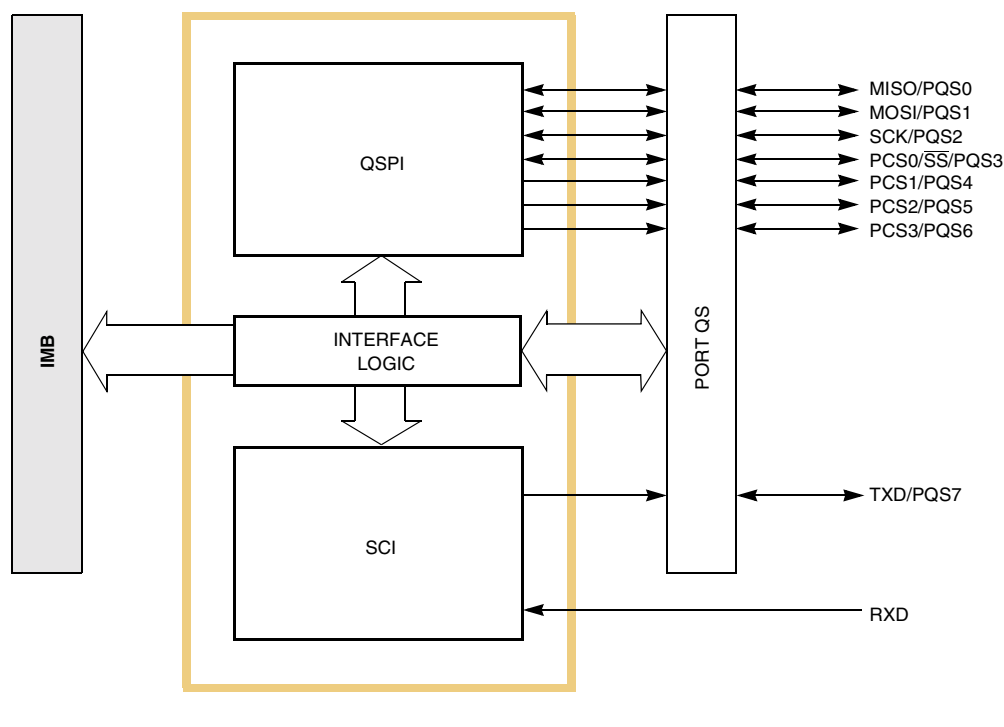 IMB
QSPI
INTERFACE
LOGIC
SCI
PORT QS
MISO/PQS0
MOSI/PQS1
SCK/PQS2
PCS0/S̅S̅/PQS3
PCS1/PQS4
PCS2/PQS5
PCS3/PQS6
TXD/PQS7
RXD